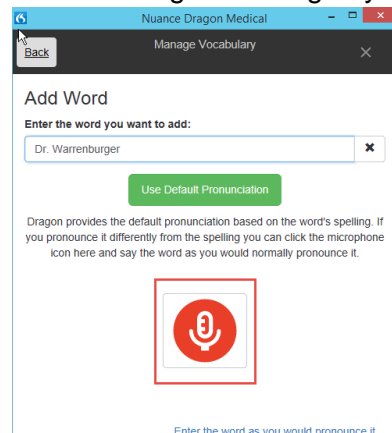 Nuance Dragon Medical
Back
Manage Vocabulary
Add Word
Enter the word you want to add:
Dr. Warrenburger
Use Default Pronunciation
Dragon provides the default pronunciation based on the word's spelling. If
you pronounce it differently from the spelling you can click the microphone
icon here and say the word as you would normally pronounce it.
Enter the word as you would pronounce it